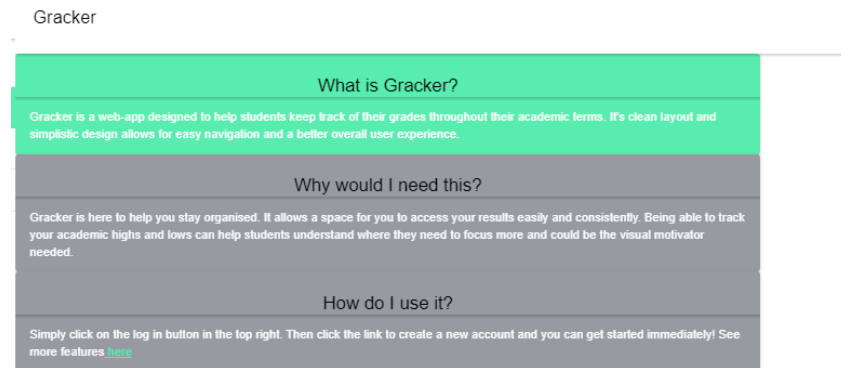 Gracker
What is Gracker?
Gracker is a web-app designed to help students keep track of their grades throughout their academic terms. It's clean layout and
simplistic design allows for easy navigation and a better overall user experience.
Why would I need this?
Gracker is here to help you stay organised. It allows a space for you to access your results easily and consistently. Being able to track
your academic highs and lows can help students understand where they need to focus more and could be the visual motivator
needed.
How do I use it?
Simply click on the log in button in the top right. Then click the link to create a new account and you can get started immediately! See
more features here